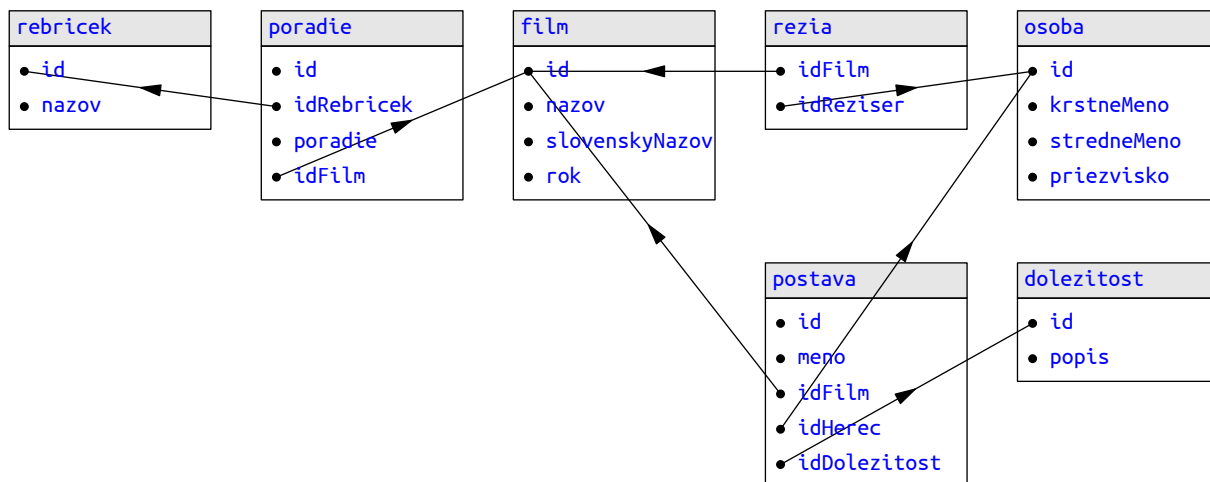 rebricek
id
nazov
poradie
id
idRebricek
poradie
idFilm
film
id
nazov
slovenskyNazov
rok
rezia
idFilm
idReziser
osoba
id
krstneMeno
stredneMeno
priezvisko
postava
id
meno
idFilm
idHerec
idDolezitost
dolezitost
id
popis